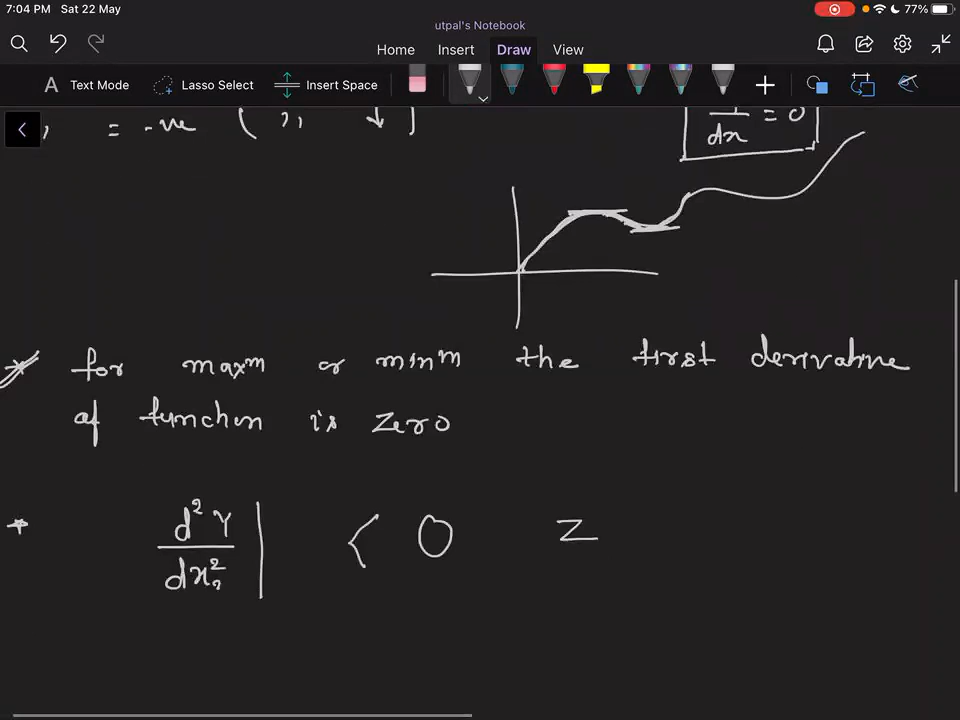 7:04 PM Sat 22 May 77%
utpal's Notebook
Home Insert Draw View
A Text Mode Lasso Select Insert Space
= -ve ( ,, ↓ ]
dx = 0
for maxm or minm the first derivative
of function is zero
d²Y
dx² < 0